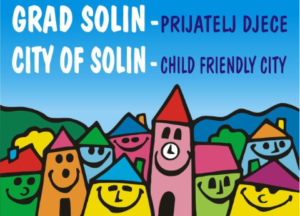 GRAD SOLIN - PRIJATELJ DJECE
CITY OF SOLIN - CHILD FRIENDLY CITY